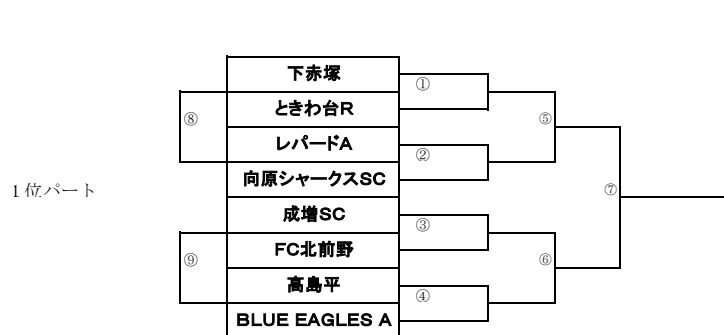 下赤塚
①
ときわ台R
⑧
⑤
レパードA
②
向原シャークスSC
1位パート
⑦
成増SC
③
FC北前野
⑨
⑥
高島平
④
BLUE EAGLES A